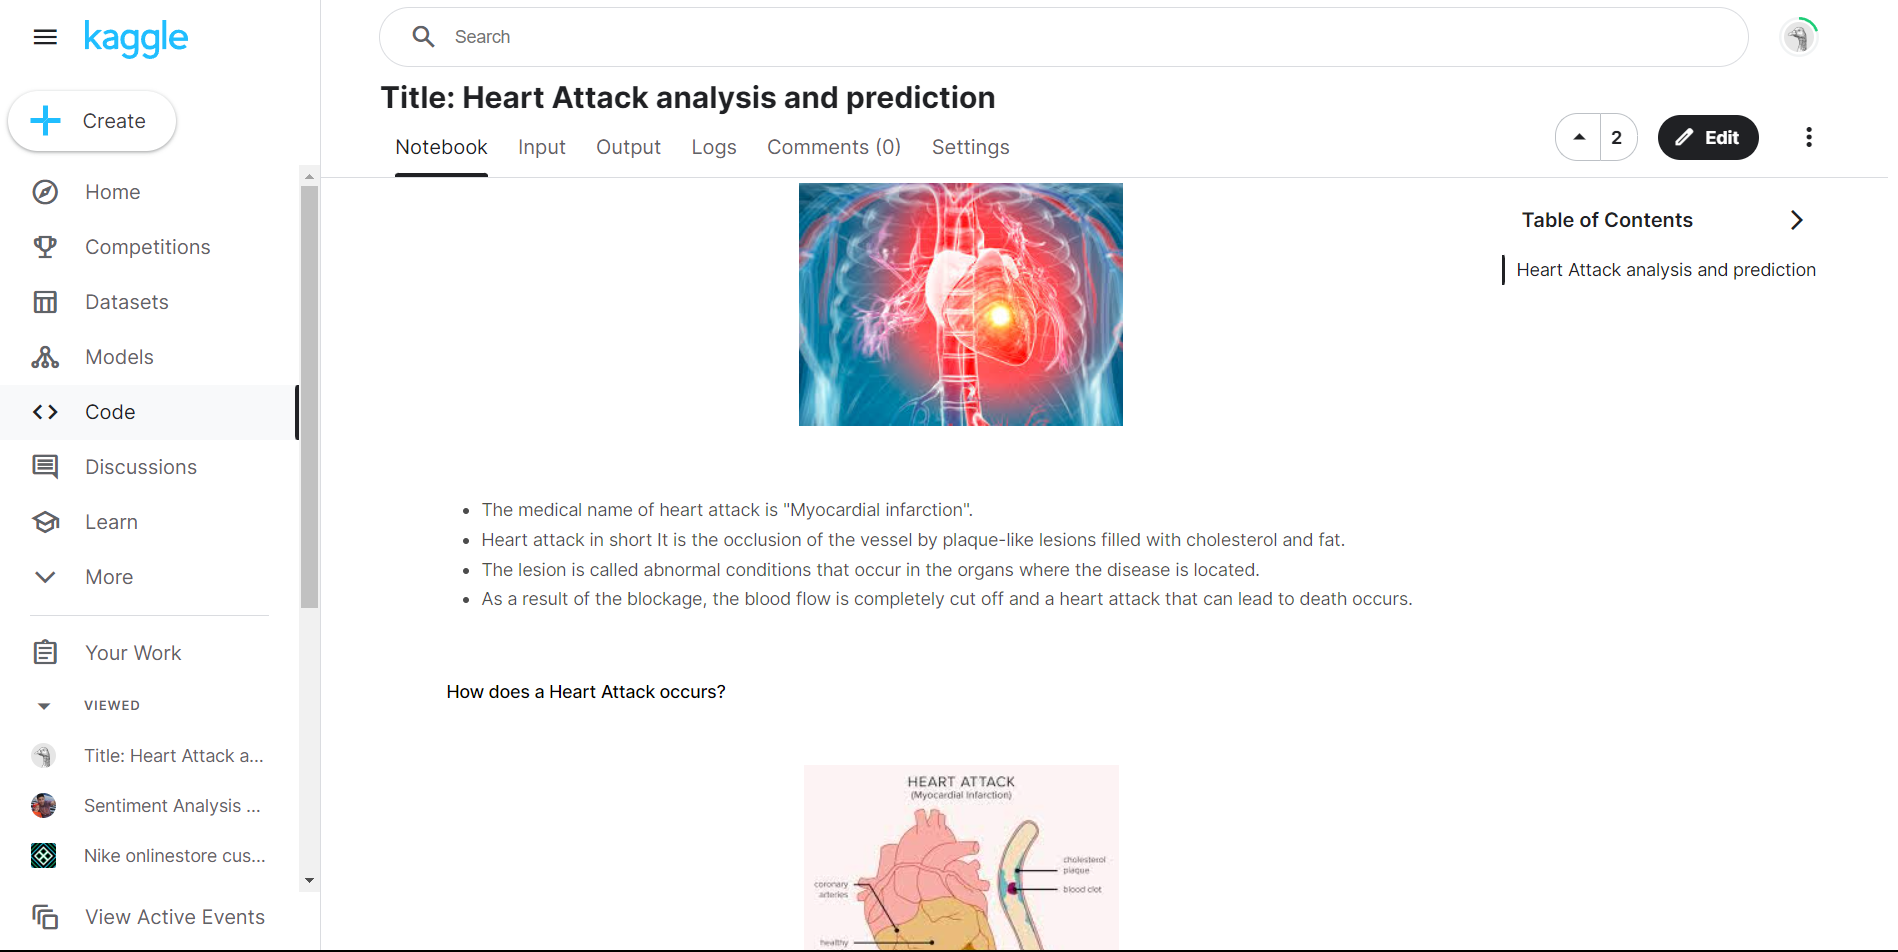 kaggle
Search
Create
Title: Heart Attack analysis and prediction
2
Edit
Notebook
Input
Output
Logs
Comments (0)
Settings
Home
Competitions
Datasets
Models
Code
Discussions
Learn
More
Your Work
VIEWED
Title: Heart Attack a...
Sentiment Analysis ...
Nike onlinestore cus...
View Active Events
Table of Contents
Heart Attack analysis and prediction
The medical name of heart attack is "Myocardial infarction".
Heart attack in short It is the occlusion of the vessel by plaque-like lesions filled with cholesterol and fat.
The lesion is called abnormal conditions that occur in the organs where the disease is located.
As a result of the blockage, the blood flow is completely cut off and a heart attack that can lead to death occurs.
How does a Heart Attack occurs?
HEART ATTACK
(Myocardial Infarction)
cholesterol
plaque
blood clot
coronary
arteries
healthy